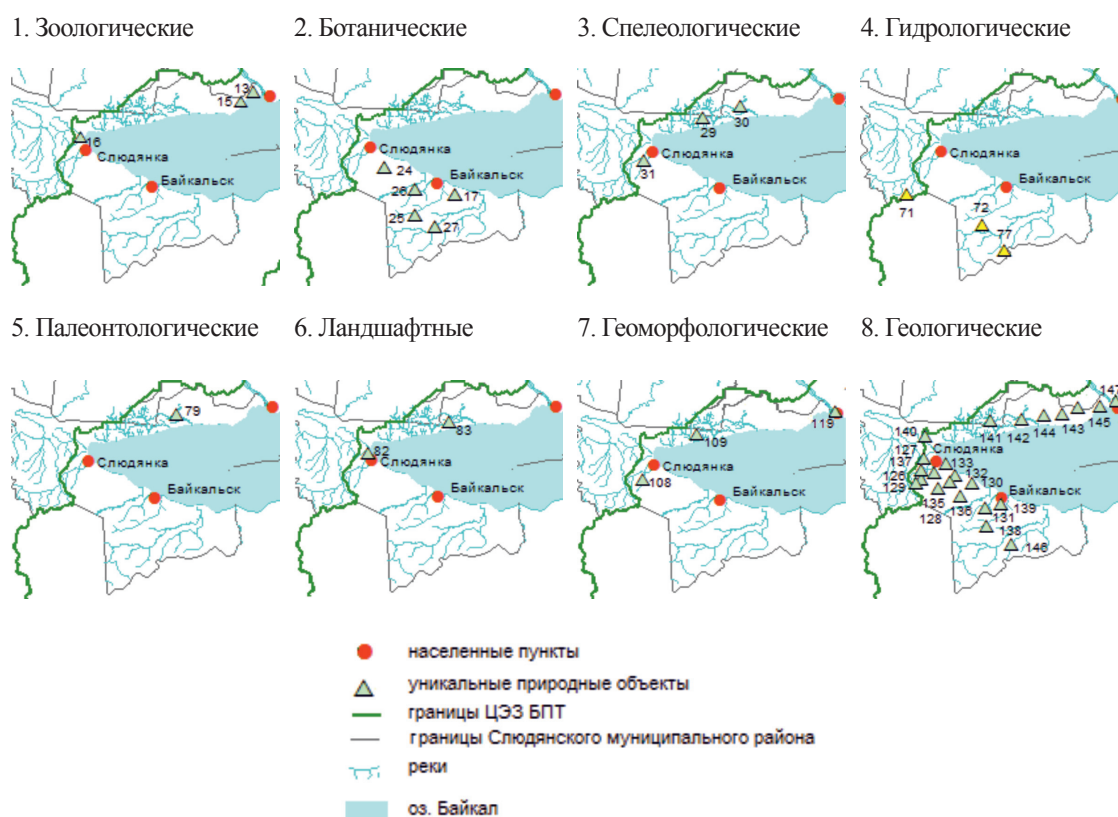 1. Зоологические
2. Ботанические
3. Спелеологические
4. Гидрологические
13
15
16
Слюдянка
Байкальск
24
26
17
25
27
Слюдянка
Байкальск
29
30
31
Слюдянка
Байкальск
Слюдянка
Байкальск
71
72
77
5. Палеонтологические
6. Ландшафтные
7. Геоморфологические
8. Геологические
79
Слюдянка
Байкальск
83
82
Слюдянка
Байкальск
119
109
Слюдянка
108
Байкальск
147
140
141
142
144
143
145
127
Слюдянка
137
133
126
132
129
130
Байкальск
135
136
139
128
131
138
146
населенные пункты
уникальные природные объекты
границы ЦЭЗ БПТ
границы Слюдянского муниципального района
реки
оз. Байкал